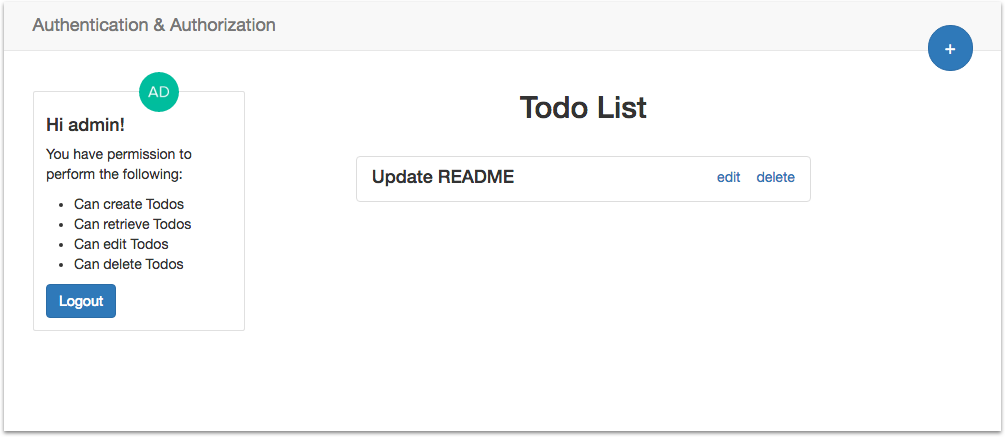 Authentication & Authorization
+
AD
Hi admin!
You have permission to
perform the following:
• Can create Todos
• Can retrieve Todos
• Can edit Todos
• Can delete Todos
Logout
Todo List
Update README edit delete